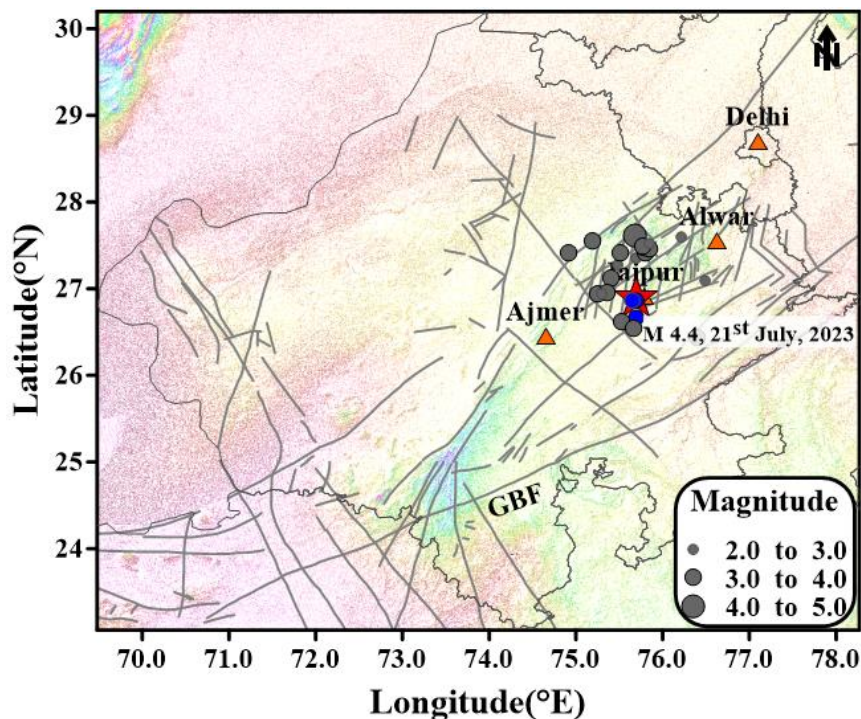 30
29
28
27
26
25
24
Latitude(°N)
N
Delhi
Alwar
aipur
Ajmer
M 4.4, 21st July, 2023
GBF
Magnitude
2.0 to 3.0
3.0 to 4.0
4.0 to 5.0
70.0 71.0 72.0 73.0 74.0 75.0 76.0 77.0 78.0
Longitude(°E)